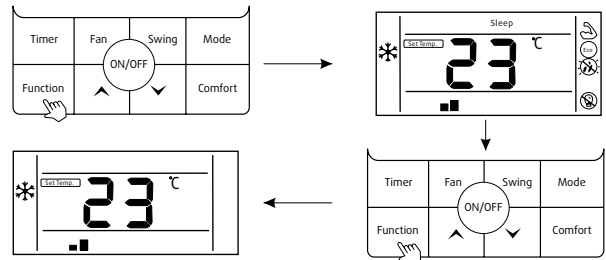 Timer Fan Swing Mode
ON/OFF
Function Comfort
Sleep
Set Temp. 23 ℃
Eco
Timer Fan Swing Mode
ON/OFF
Function Comfort
Set Temp. 23 ℃